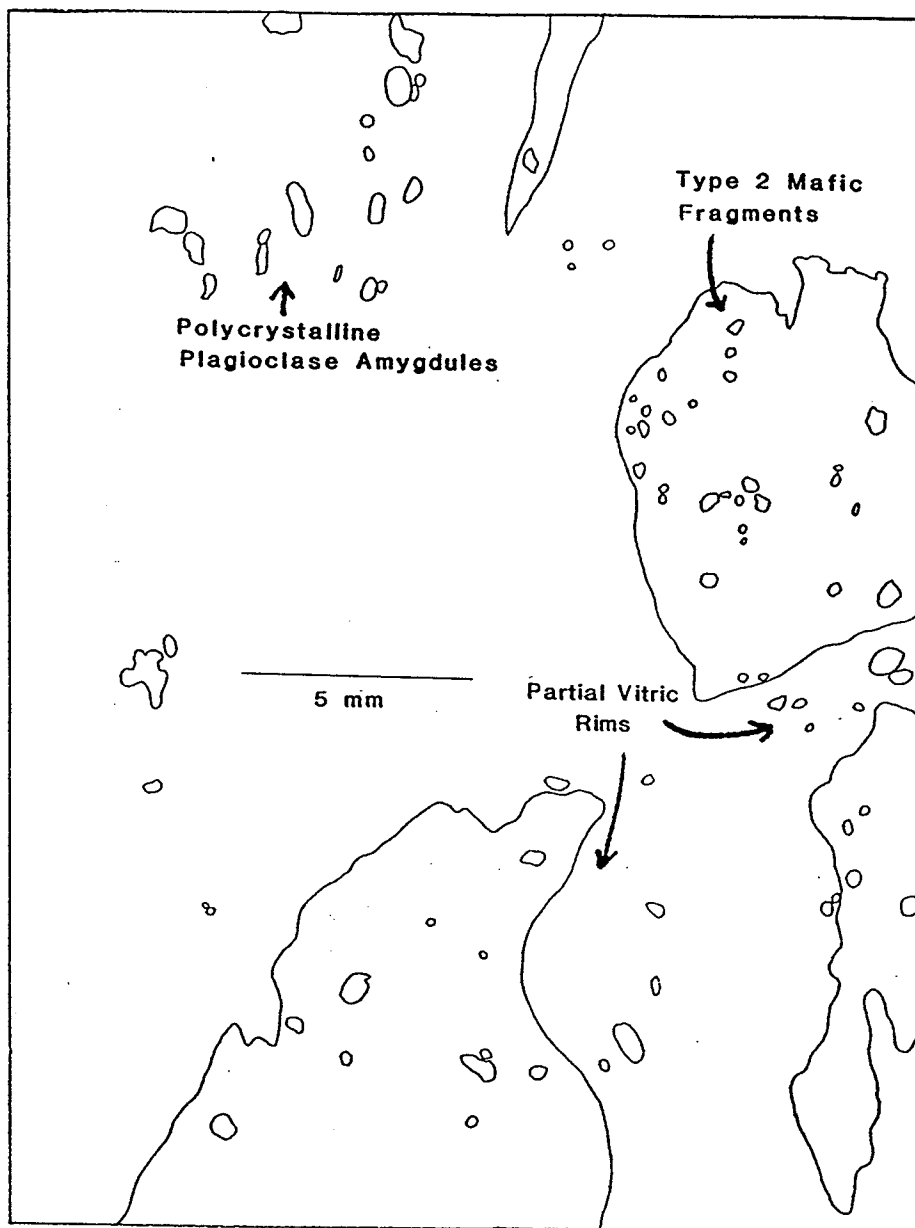 Type 2 Mafic
Fragments
Polycrystalline
Plagioclase Amygdules
5 mm
Partial Vitric
Rims